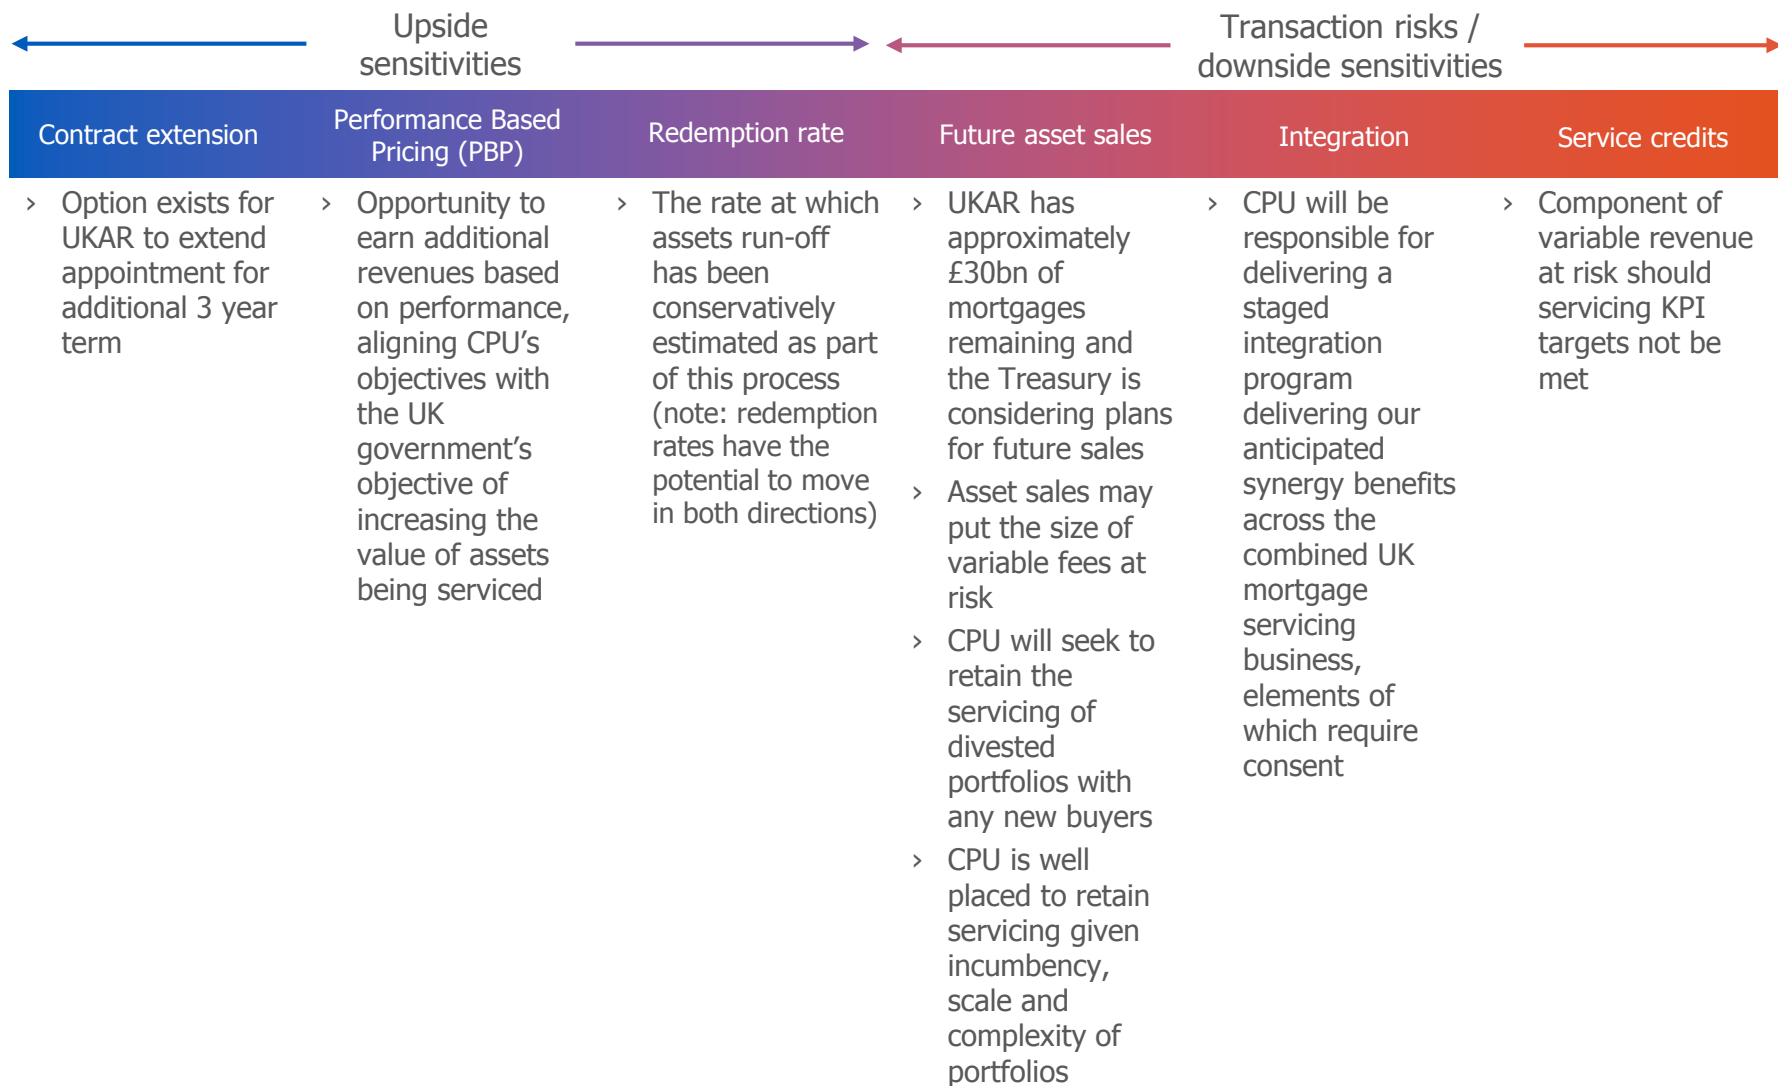 Upside
sensitivities
Transaction risks /
downside sensitivities
Contract extension
Performance Based
Pricing (PBP)
Redemption rate
Future asset sales
Integration
Service credits
› Option exists for
UKAR to extend
appointment for
additional 3 year
term
› Opportunity to
earn additional
revenues based
on performance,
aligning CPU’s
objectives with
the UK
government’s
objective of
increasing the
value of assets
being serviced
› The rate at which
assets run-off
has been
conservatively
estimated as part
of this process
(note: redemption
rates have the
potential to move
in both directions)
› UKAR has
approximately
£30bn of
mortgages
remaining and
the Treasury is
considering plans
for future sales
› Asset sales may
put the size of
variable fees at
risk
› CPU will seek to
retain the
servicing of
divested
portfolios with
any new buyers
› CPU is well
placed to retain
servicing given
incumbency,
scale and
complexity of
portfolios
› CPU will be
responsible for
delivering a
staged
integration
program
delivering our
anticipated
synergy benefits
across the
combined UK
mortgage
servicing
business,
elements of
which require
consent
› Component of
variable revenue
at risk should
servicing KPI
targets not be
met